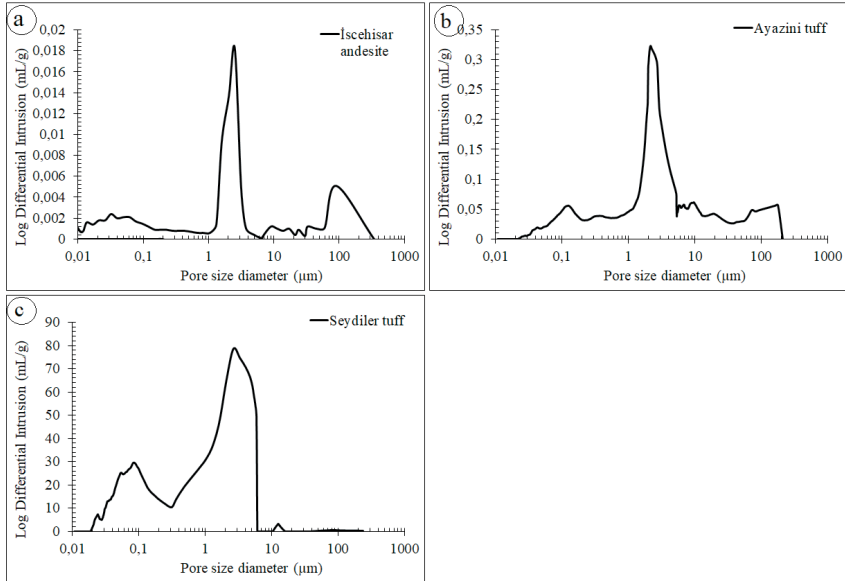 a
İscehisar
andesite
Log Differential Intrusion (mL/g)
0,02
0,018
0,016
0,014
0,012
0,01
0,008
0,006
0,004
0,002
0
0,01 0,1 1 10 100 1000
Pore size diameter (µm)
b
Ayazini tuff
Log Differential Intrusion (mL/g)
0,35
0,3
0,25
0,2
0,15
0,1
0,05
0
0,01 0,1 1 10 100 1000
Pore size diameter (µm)
c
Seydiler tuff
Log Differential Intrusion (mL/g)
90
80
70
60
50
40
30
20
10
0
0,01 0,1 1 10 100 1000
Pore size diameter (µm)